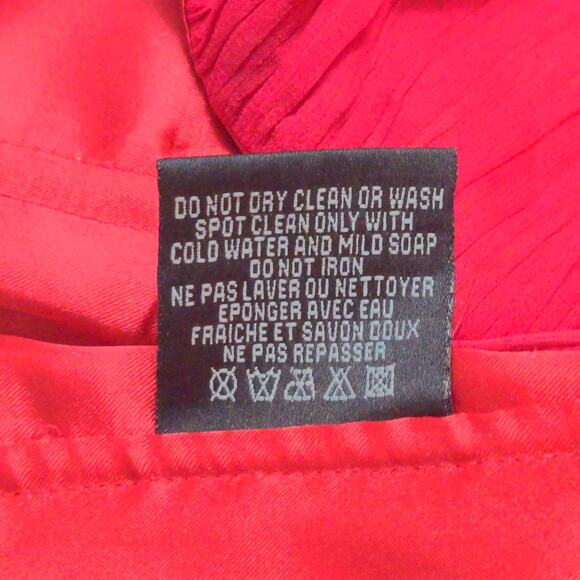 DO NOT DRY CLEAN OR WASH
SPOT CLEAN ONLY WITH
COLD WATER AND MILD SOAP
DO NOT IRON
NE PAS LAVER OU NETTOYER
EPONGER AVEC EAU
FRAICHE ET SAVON DOUX
NE PAS REPASSER